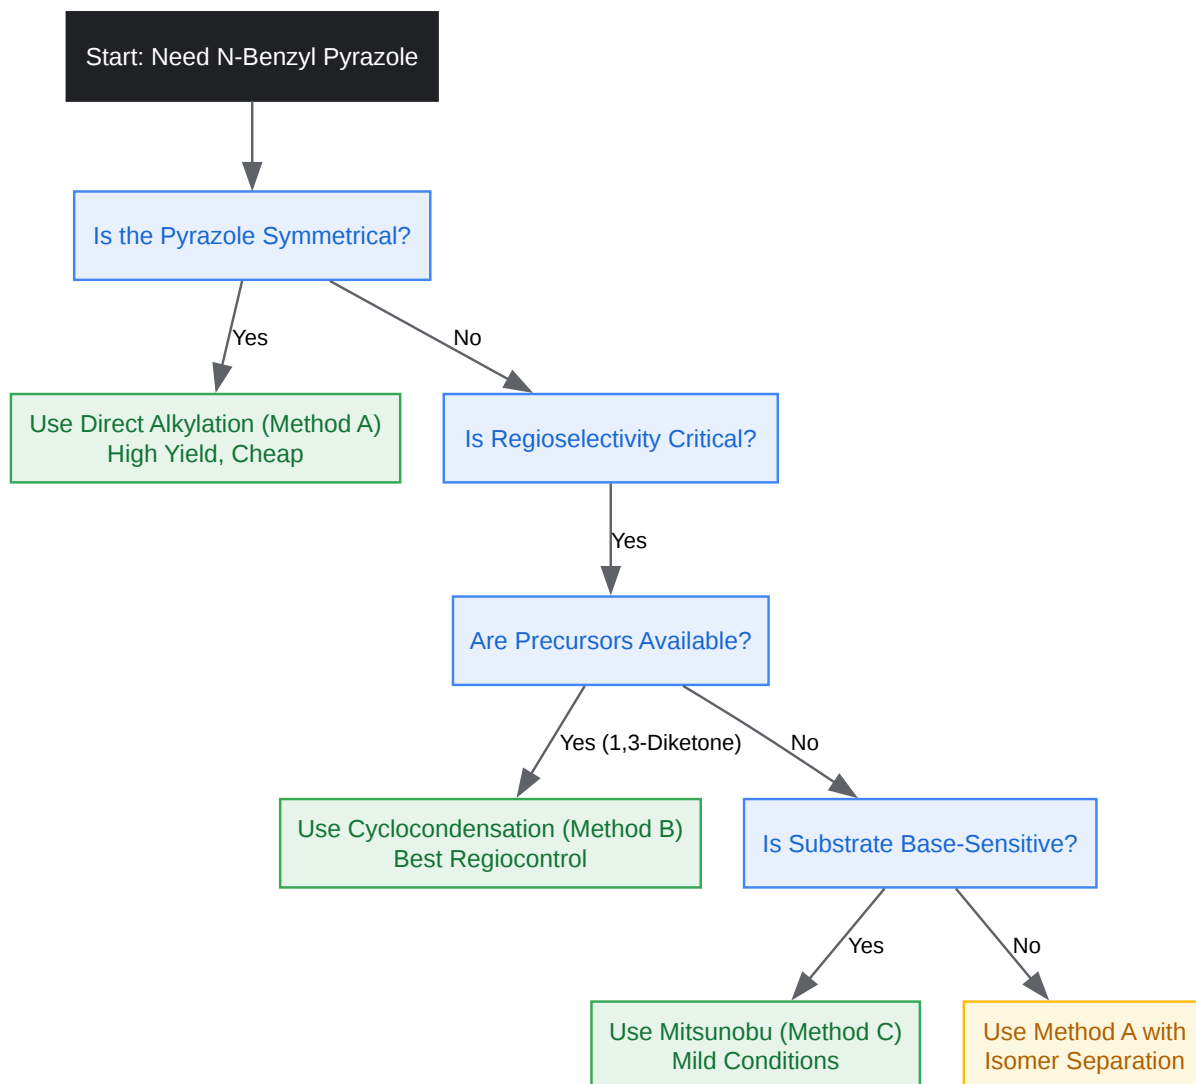 Start: Need N-Benzyl Pyrazole
Is the Pyrazole Symmetrical?
Yes
No
Use Direct Alkylation (Method A)
High Yield, Cheap
Is Regioselectivity Critical?
Yes
Are Precursors Available?
Yes (1,3-Diketone)
No
Use Cyclocondensation (Method B)
Best Regiocontrol
Is Substrate Base-Sensitive?
Yes
No
Use Mitsunobu (Method C)
Mild Conditions
Use Method A with
Isomer Separation